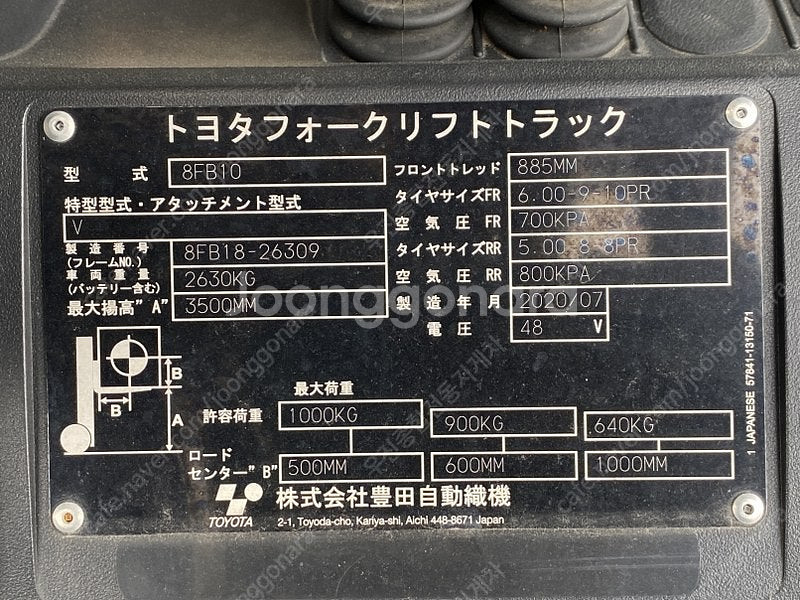 トヨタフォークリフトトラック
型 式 8FB10
特型型式・アタッチメント型式
V
製造番号 8FB18-26309
(フレームNO.)
車両重量 2630KG
(バッテリー含む)
最大揚高"A" 3500MM
フロントトレッド 885MM
タイヤサイズFR 6.00-9-10PR
空気圧FR 700KPA
タイヤサイズRR 5.00 8 8PR
空気圧RR 800KPA
製造年月 2020/07
電圧 48 V
B
B
A
最大荷重
許容荷重 1000KG 900KG 640KG
ロード
センター"B" 500MM 600MM 1000MM
TOYOTA
株式会社豊田自動織機
2-1, Toyoda-cho, Kariya-shi, Aichi 448-8671 Japan
1 JAPANESE 57841-13150-71
joonggonara